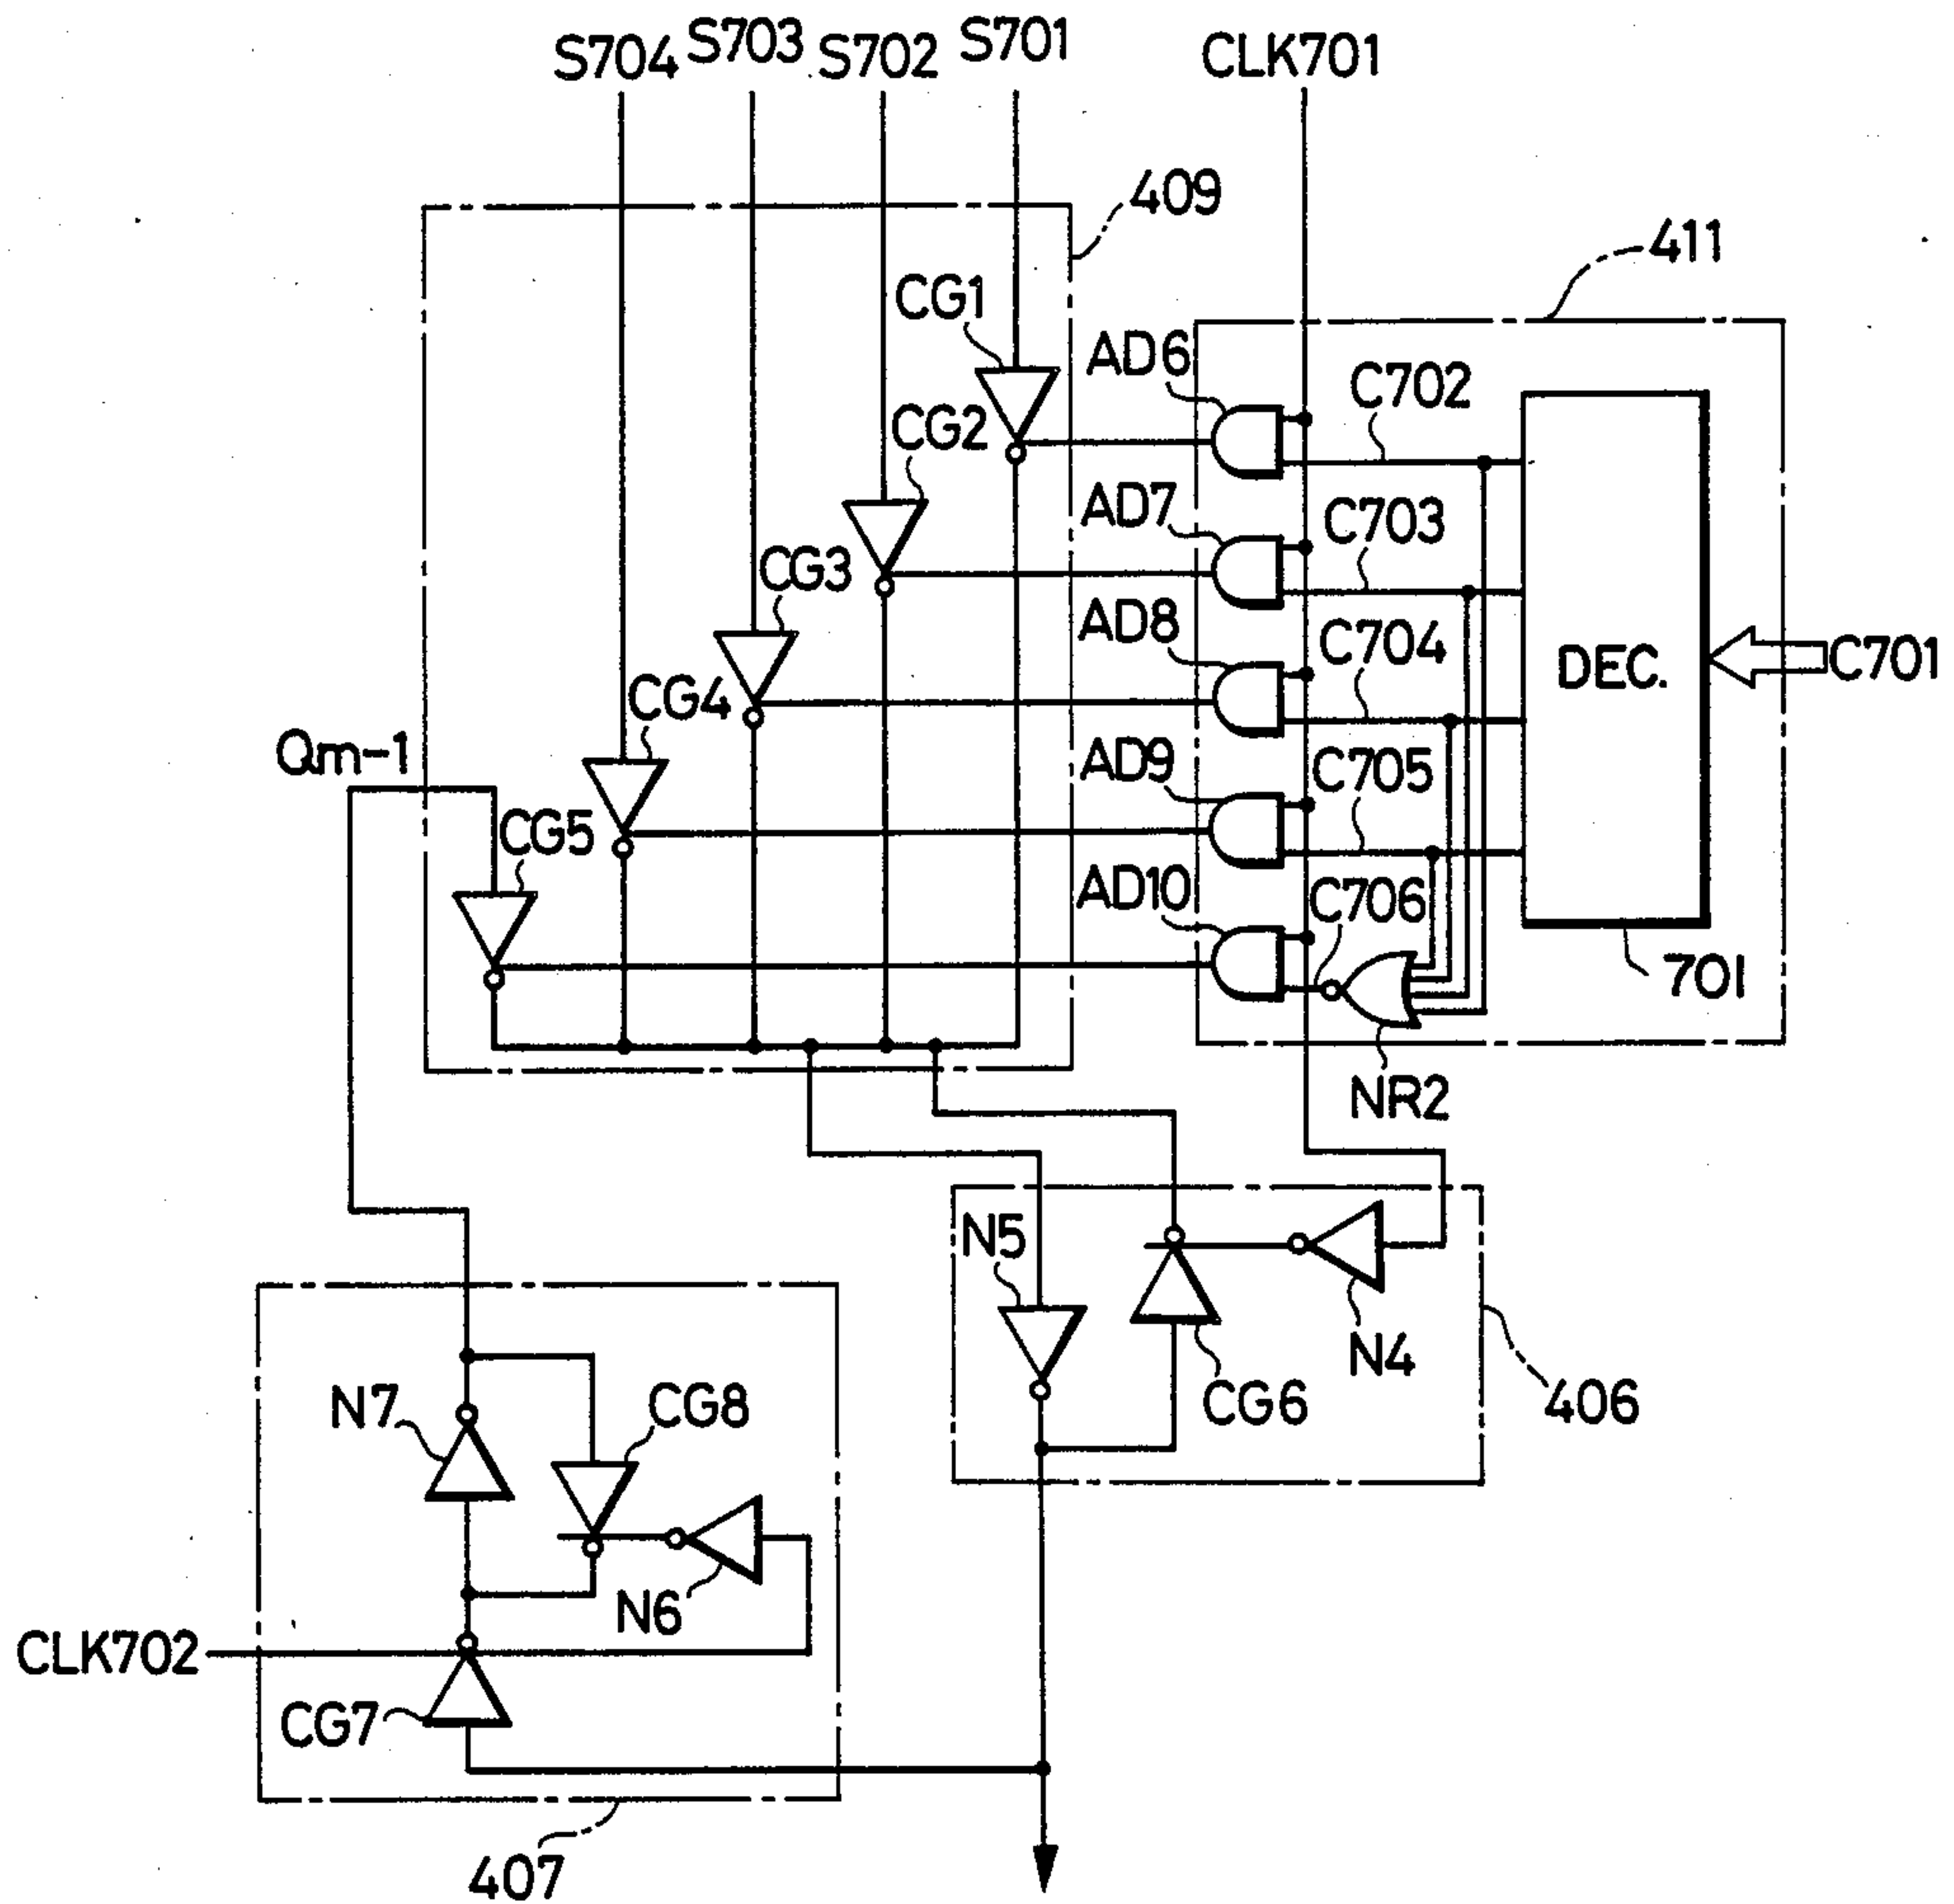 S704 S703 S702 S701 CLK701
409
411
CG1
AD6
C702
CG2
AD7
C703
CG3
AD8
C704
DEC.
C701
CG4
Qm-1
AD9
C705
CG5
AD10
C706
701
NR2
N5
N4
CG6
406
N7
CG8
N6
CLK702
CG7
407